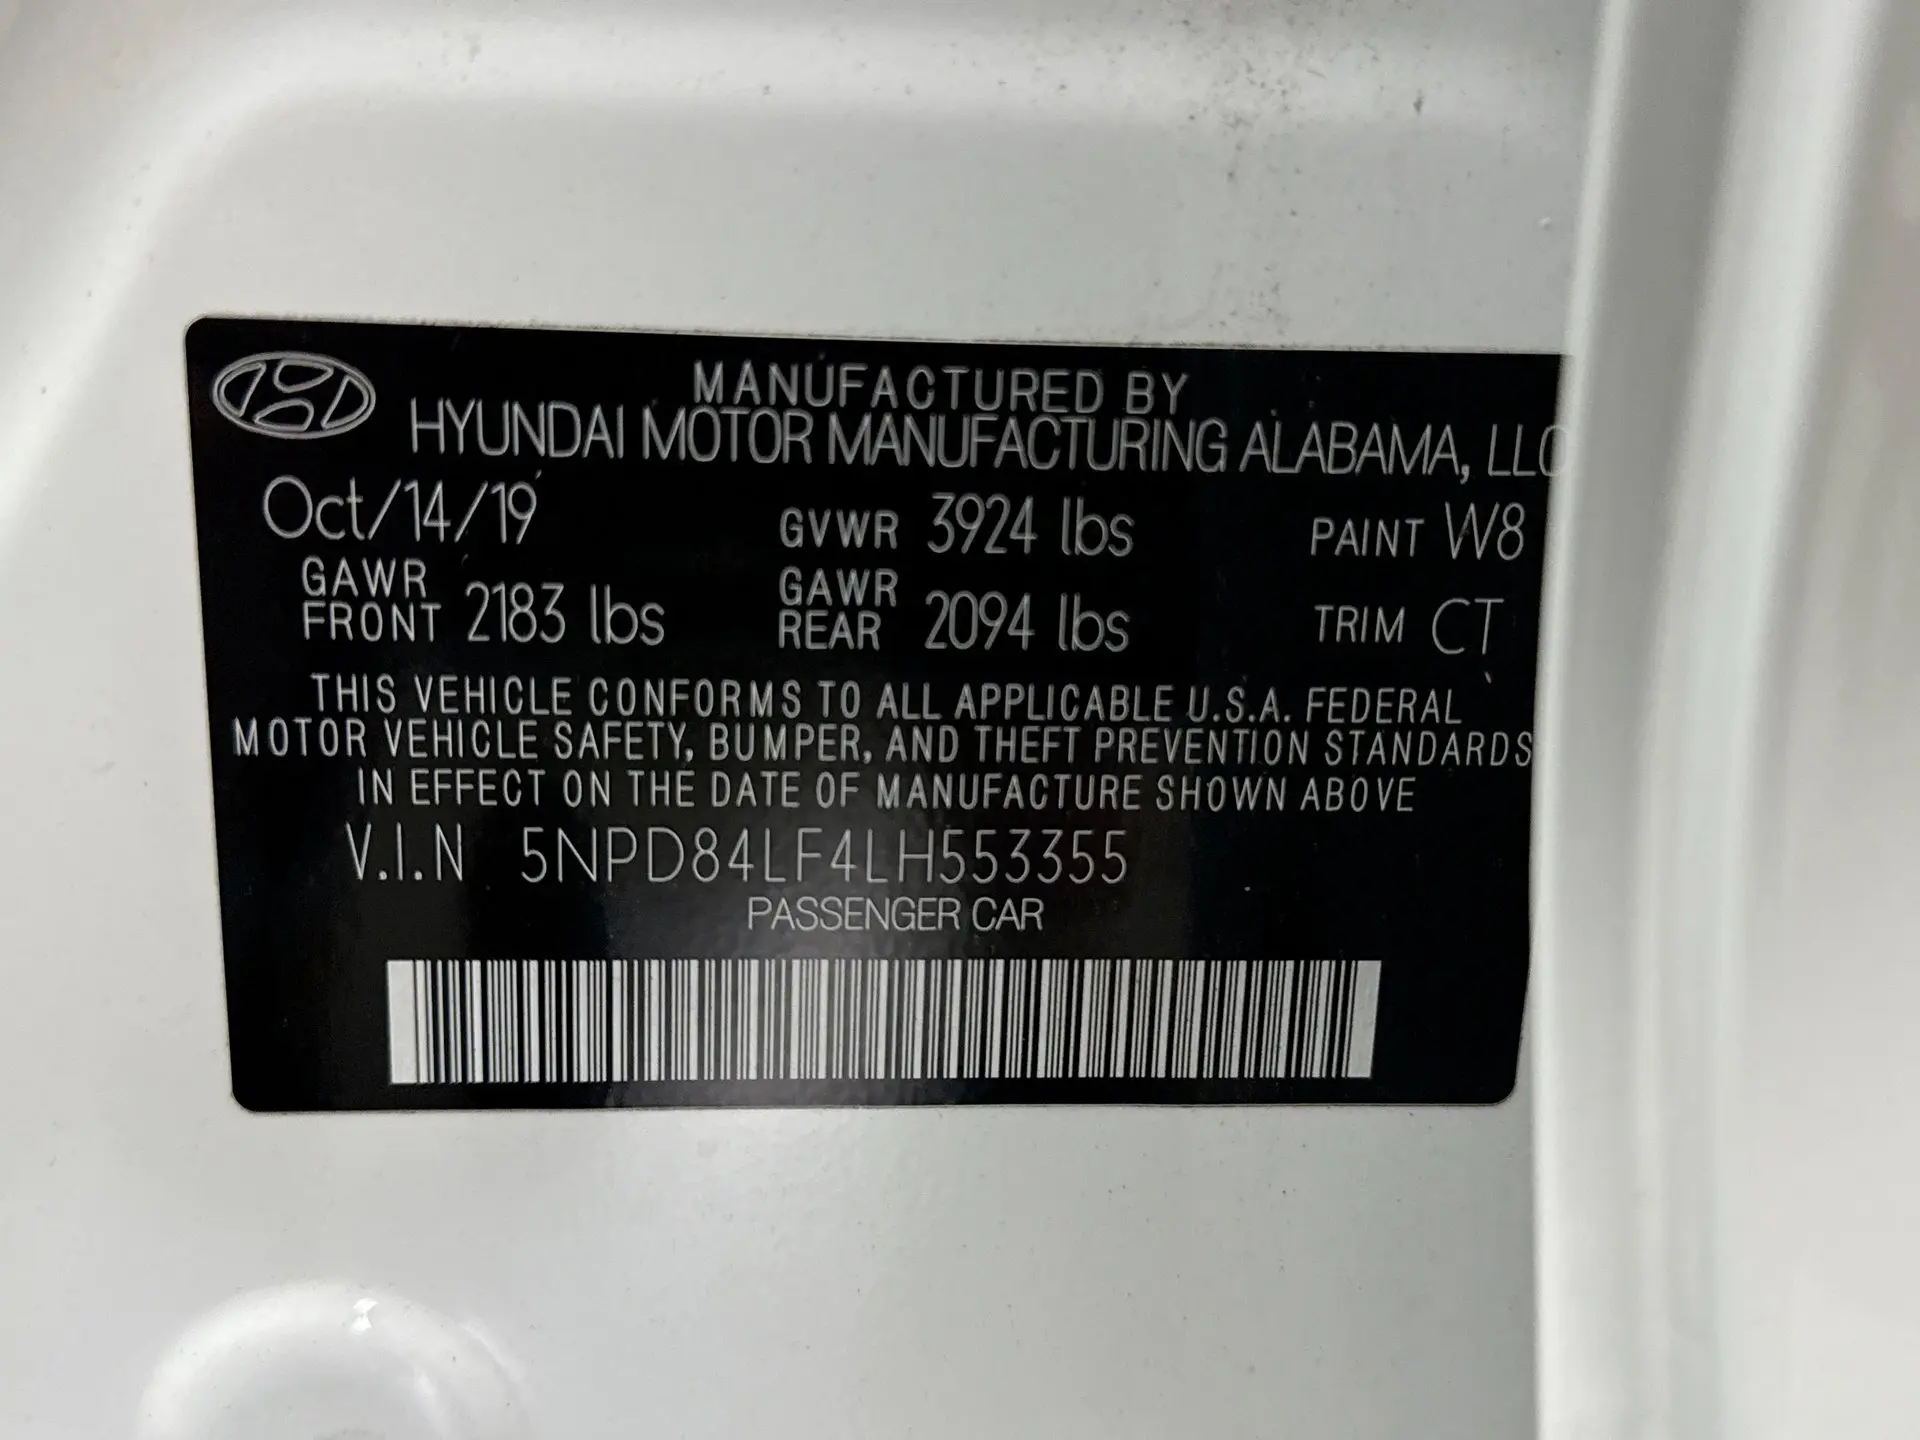 MANUFACTURED BY
HYUNDAI MOTOR MANUFACTURING ALABAMA, LLC
Oct/14/19 GVWR 3924 lbs PAINT W8
GAWR FRONT 2183 lbs GAWR REAR 2094 lbs TRIM CT
THIS VEHICLE CONFORMS TO ALL APPLICABLE U.S.A. FEDERAL
MOTOR VEHICLE SAFETY, BUMPER, AND THEFT PREVENTION STANDARDS
IN EFFECT ON THE DATE OF MANUFACTURE SHOWN ABOVE
V.I.N 5NPD84LF4LH553355
PASSENGER CAR